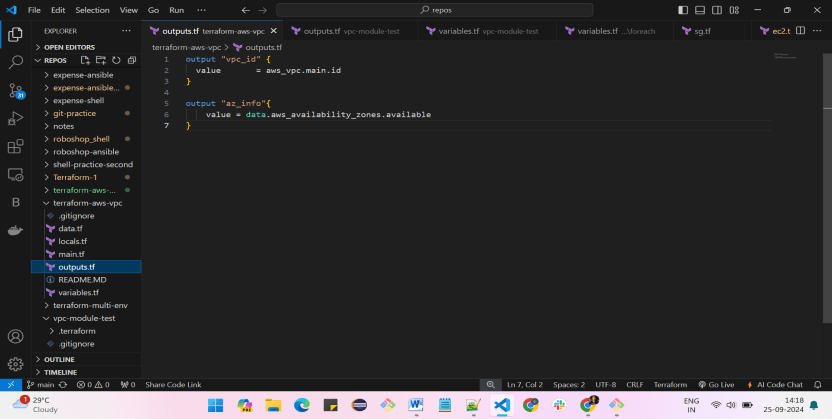 File Edit Selection View Go Run ··· repos
EXPLORER ···
outputs.tf terraform-aws-vpc
outputs.tf vpc-module-test
variables.tf vpc-module-test
variables.tf ...\foreach
sg.tf
ec2.t
OPEN EDITORS
REPOS
expense-ansible
expense-ansible...
expense-shell
git-practice
notes
roboshop_shell
roboshop-ansible
shell-practice-second
Terraform-1
terraform-aws-...
terraform-aws-vpc
.gitignore
data.tf
locals.tf
main.tf
outputs.tf
README.MD
variables.tf
terraform-multi-env
vpc-module-test
.terraform
.gitignore
OUTLINE
TIMELINE
31
B
terraform-aws-vpc > outputs.tf
1 output "vpc_id" {
2 value = aws_vpc.main.id
3 }
4
5 output "az_info"{
6 value = data.aws_availability_zones.available
7 }
main 0 0 0 Share Code Link Ln 7, Col 2 Spaces: 2 UTF-8 CRLF Terraform Go Live AI Code Chat
1
29°C
Cloudy
ENG
IN
14:18
25-09-2024